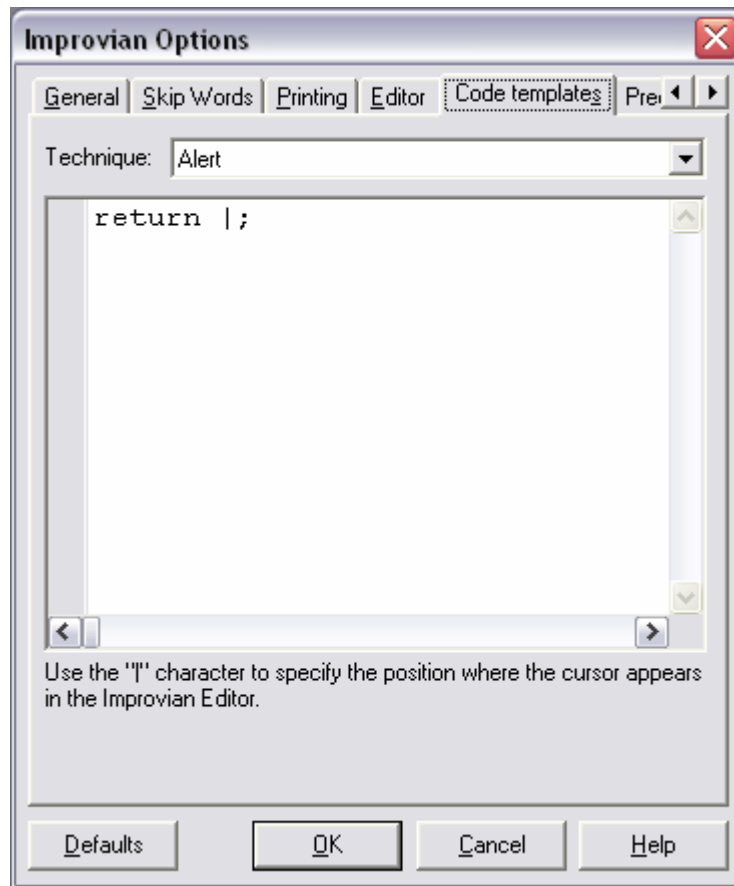 Improvian Options
General Skip Words Printing Editor Code templates
Technique: Alert
return |;
Use the "|" character to specify the position where the cursor appears
in the Improvian Editor.
Defaults OK Cancel Help